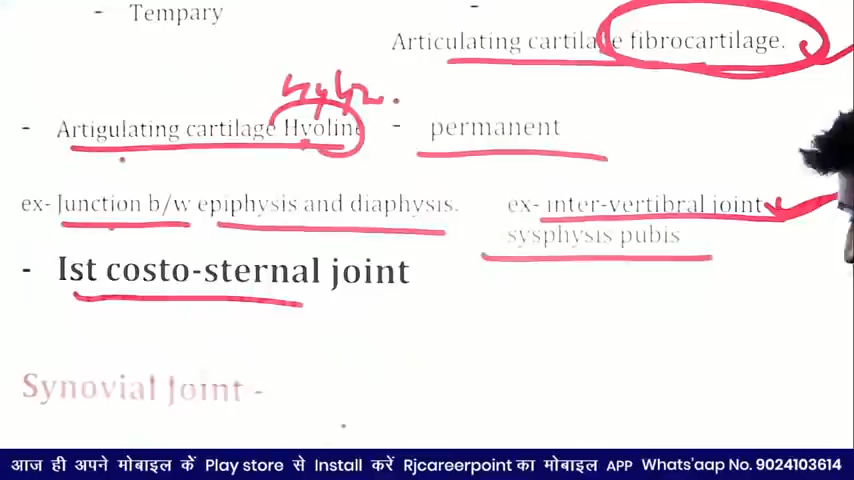 - Tempary
-
Articulating cartilage fibrocartilage.
- Artigulating cartilage Hyoline
- permanent
ex- Junction b/w epiphysis and diaphysis.
ex- inter-vertibral joint
sysphysis pubis
- Ist costo-sternal joint
Synovial Joint -
आज ही अपने मोबाइल कें Play store से Install करें Rjcareerpoint का मोबाइल APP Whats'aap No. 9024103614